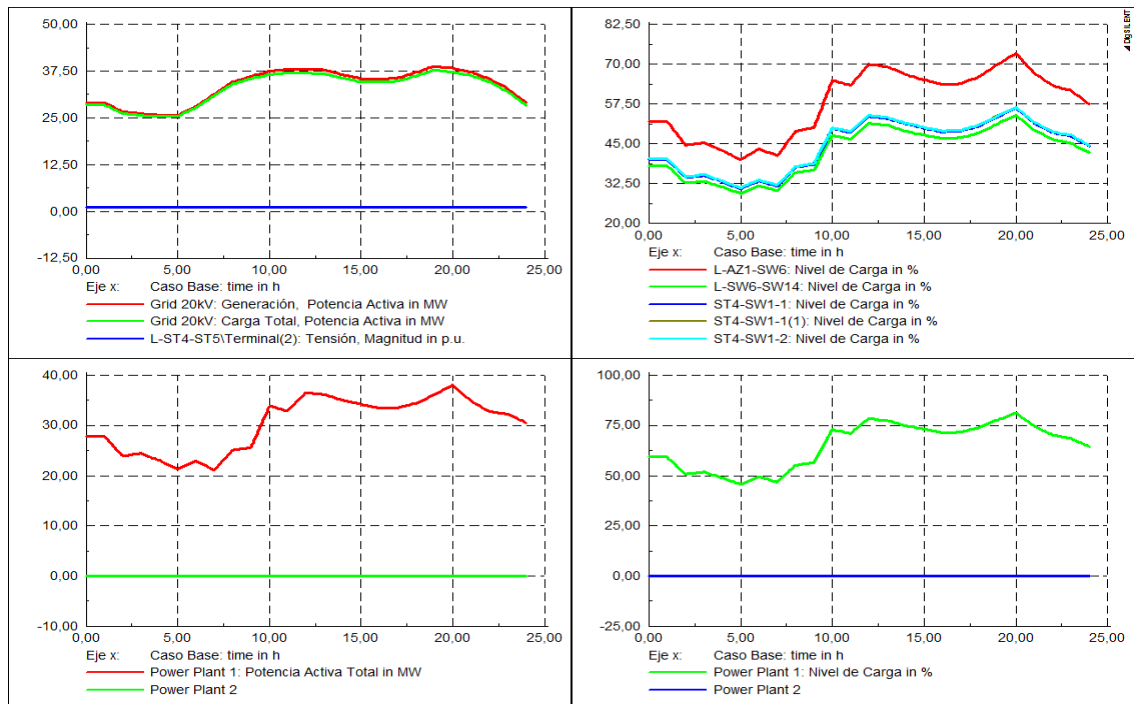 50,00
37,50
25,00
12,50
0,00
-12,50
0,00 5,00 10,00 15,00 20,00 25,00
Eje x: Caso Base: time in h
Grid 20kV: Generación, Potencia Activa in MW
Grid 20kV: Carga Total, Potencia Activa in MW
L-ST4-ST5\Terminal(2): Tensión, Magnitud in p.u.
82,50
70,00
57,50
45,00
32,50
20,00
0,00 5,00 10,00 15,00 20,00 25,00
Eje x: Caso Base: time in h
L-AZ1-SW6: Nivel de Carga in %
L-SW6-SW14: Nivel de Carga in %
ST4-SW1-1: Nivel de Carga in %
ST4-SW1-1(1): Nivel de Carga in %
ST4-SW1-2: Nivel de Carga in %
DIgSILENT
40,00
30,00
20,00
10,00
0,00
-10,00
0,00 5,00 10,00 15,00 20,00 25,00
Eje x: Caso Base: time in h
Power Plant 1: Potencia Activa Total in MW
Power Plant 2
100,00
75,00
50,00
25,00
0,00
-25,00
0,00 5,00 10,00 15,00 20,00 25,00
Eje x: Caso Base: time in h
Power Plant 1: Nivel de Carga in %
Power Plant 2